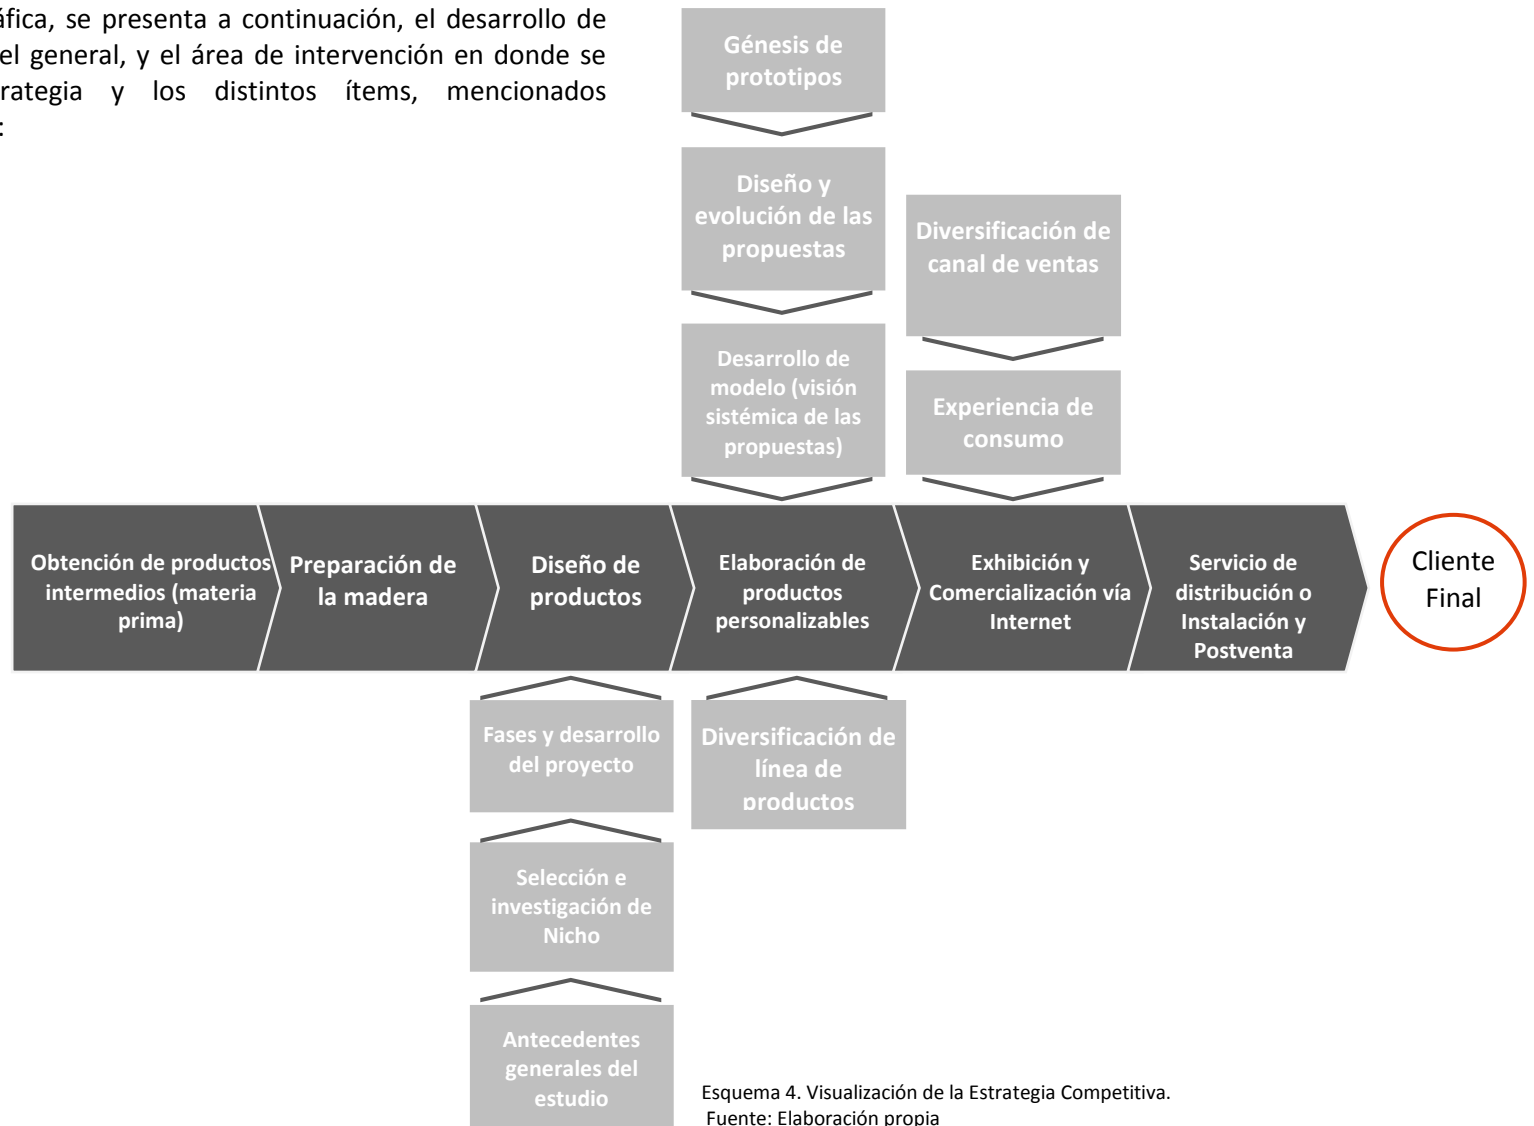 áfica, se presenta a continuación, el desarrollo de
el general, y el área de intervención en donde se
rategia y los distintos ítems, mencionados
:
Génesis de
prototipos
Diseño y
evolución de las
propuestas
Diversificación de
canal de ventas
Desarrollo de
modelo (visión
sistémica de las
propuestas)
Experiencia de
consumo
Obtención de productos
intermedios (materia
prima)
Preparación de
la madera
Diseño de
productos
Elaboración de
productos
personalizables
Exhibición y
Comercialización vía
Internet
Servicio de
distribución o
Instalación y
Postventa
Cliente
Final
Fases y desarrollo
del proyecto
Diversificación de
línea de
productos
Selección e
investigación de
Nicho
Antecedentes
generales del
estudio
Esquema 4. Visualización de la Estrategia Competitiva.
Fuente: Elaboración propia